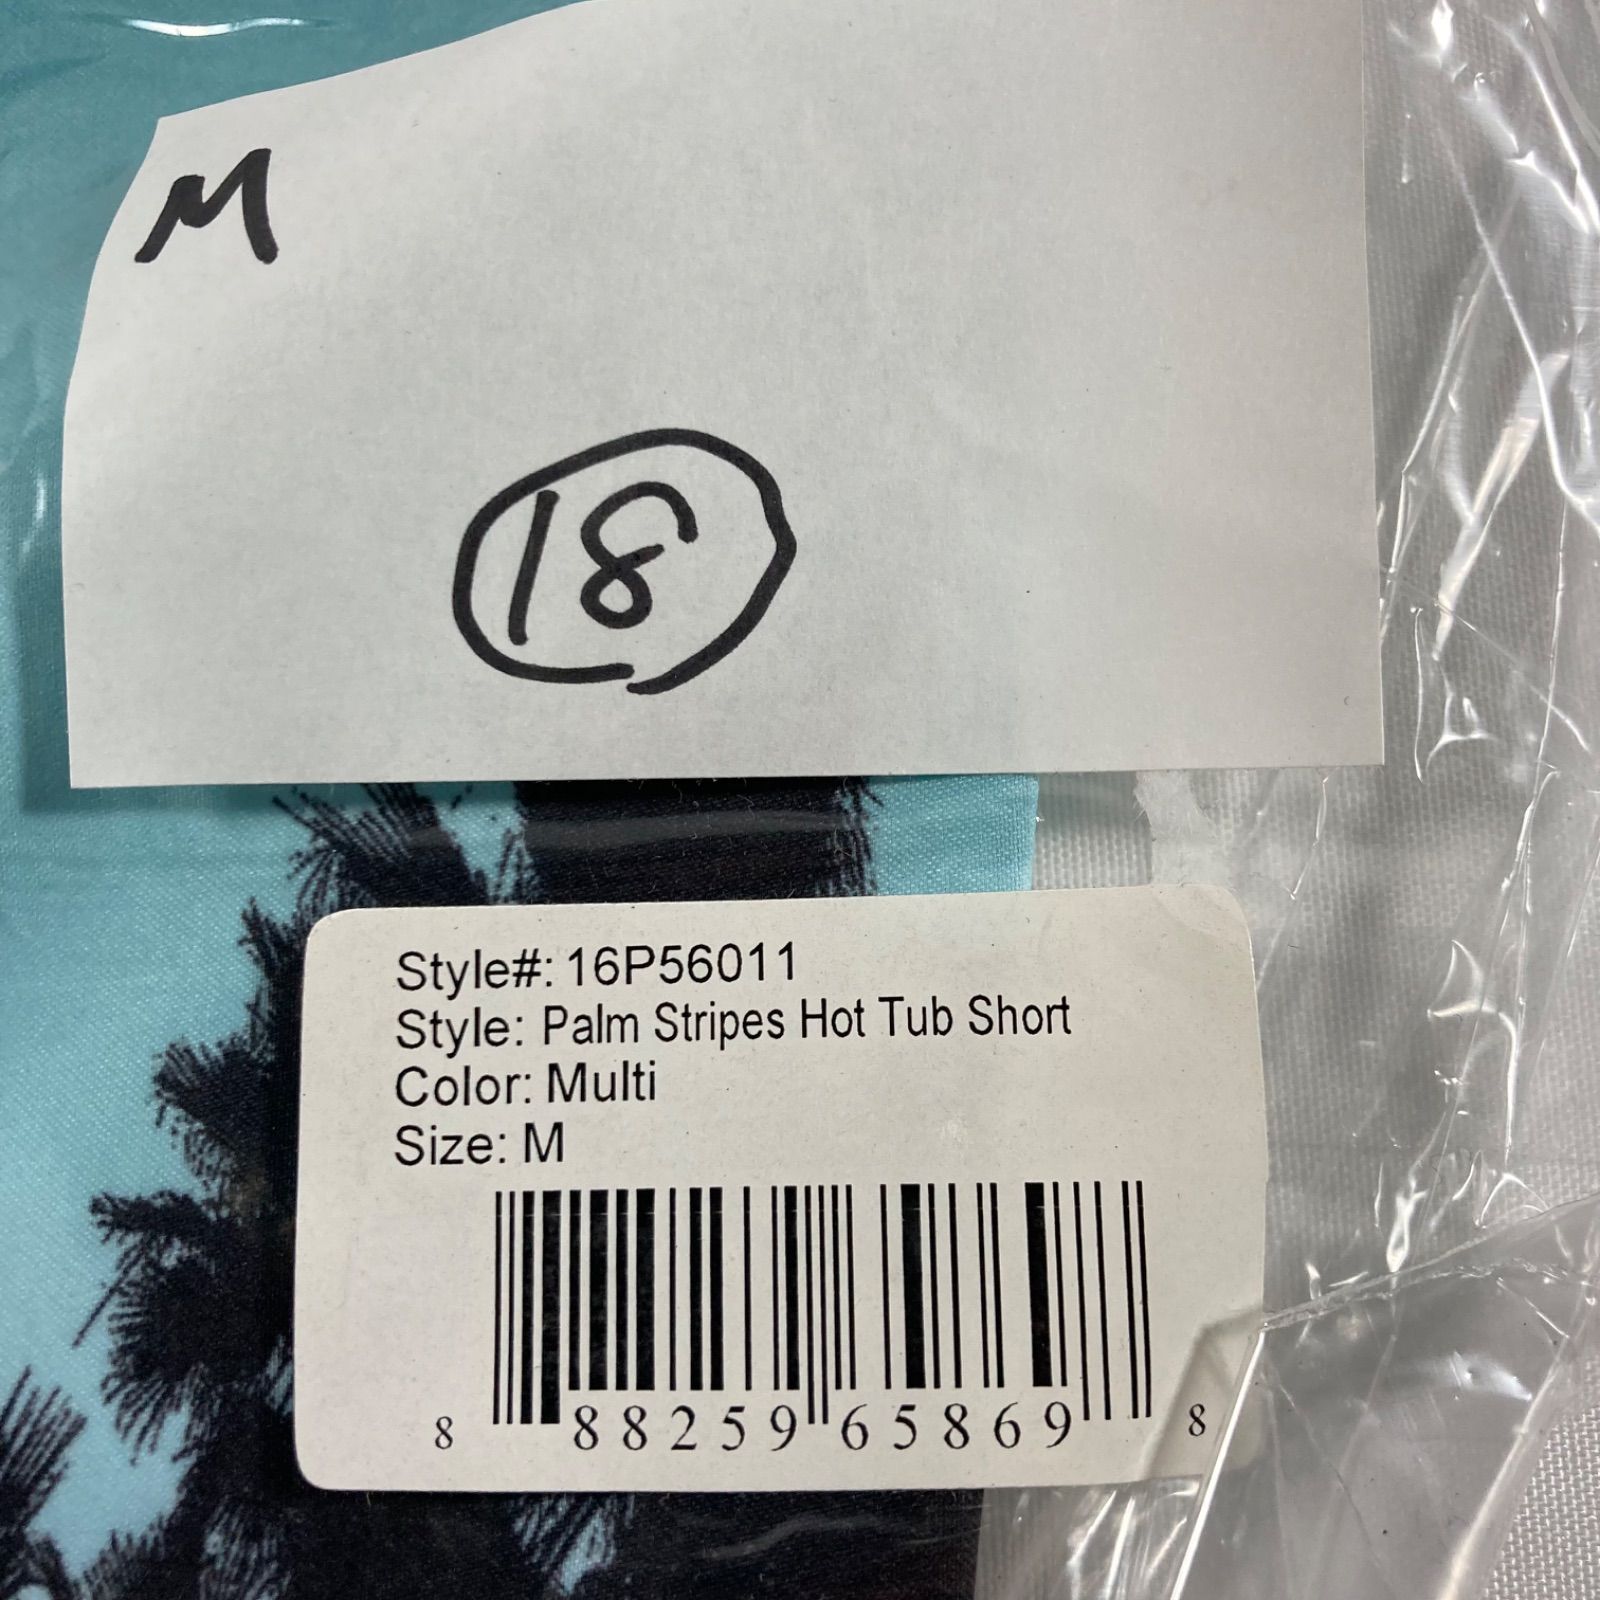 M
18
Style#: 16P56011
Style: Palm Stripes Hot Tub Short
Color: Multi
Size: M
8 88259 65869 8